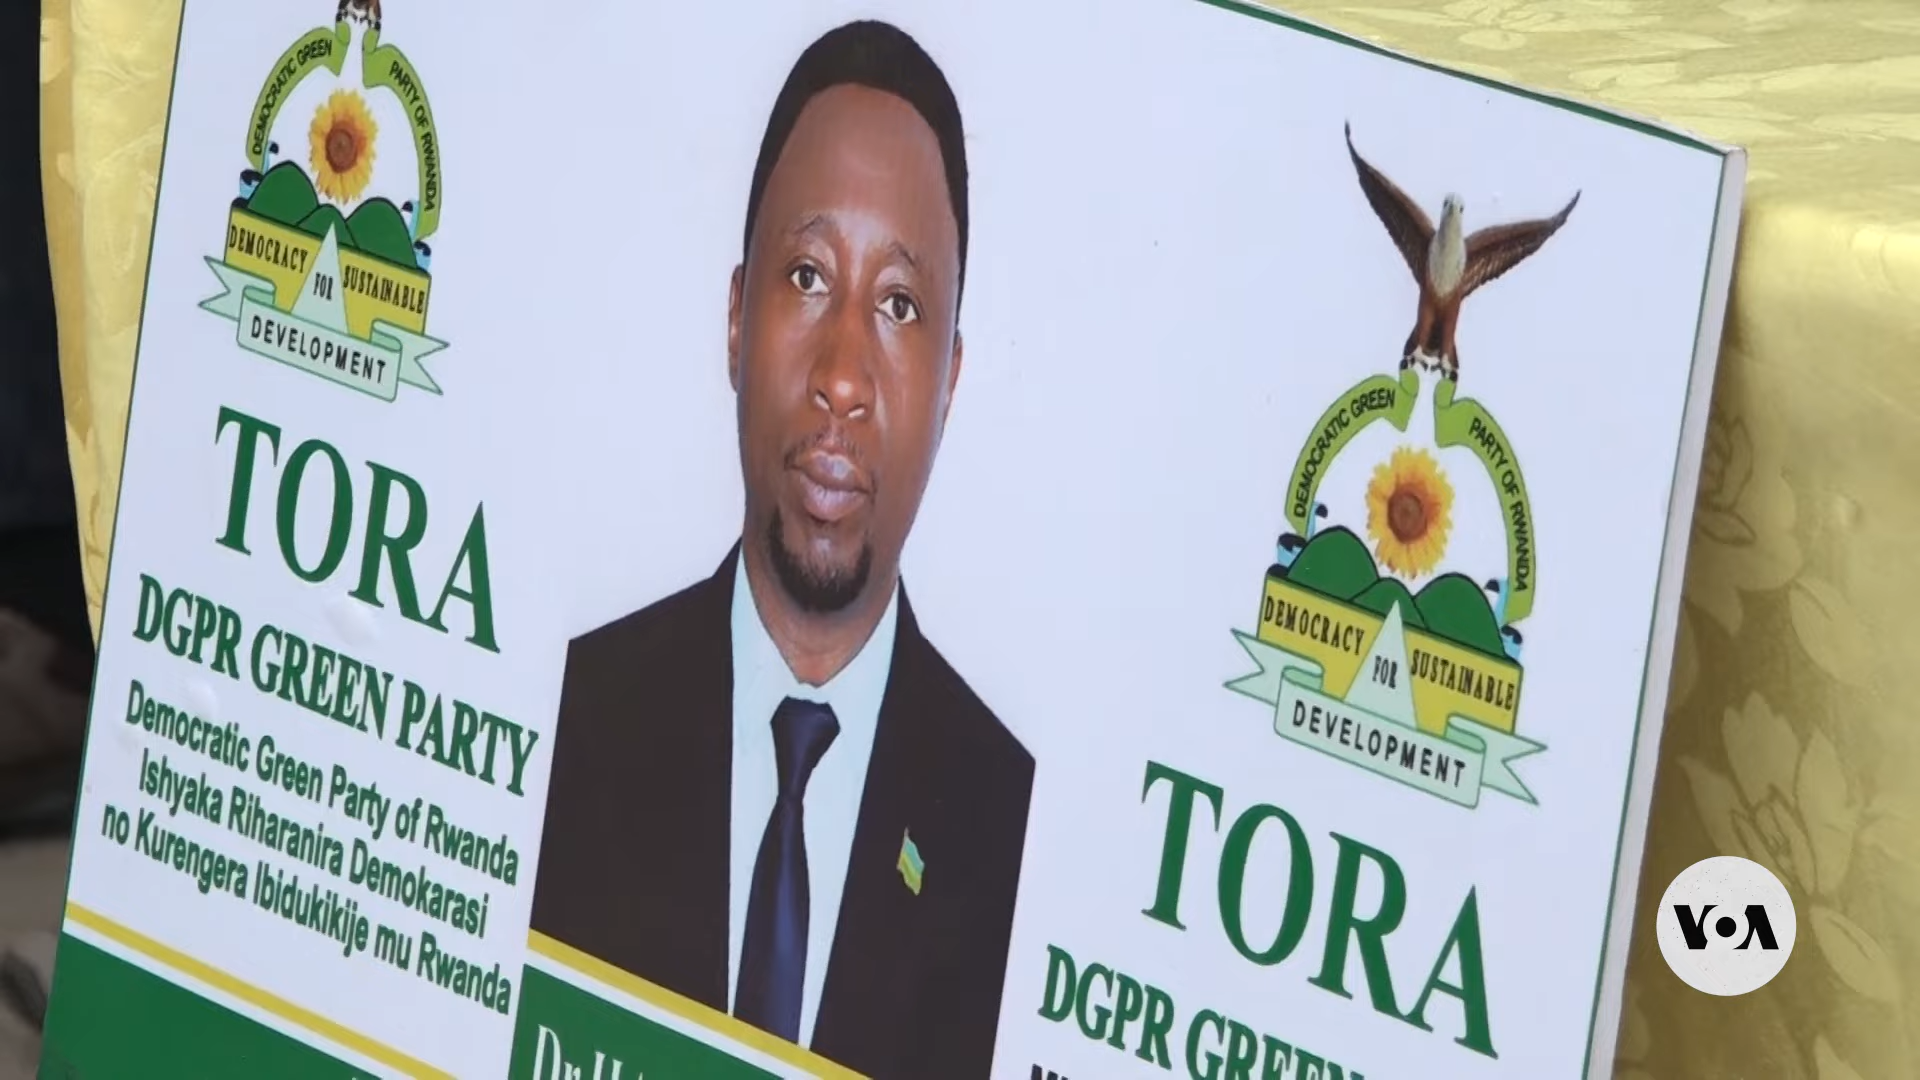 DEMOCRATIC GREEN PARTY OF RWANDA
DEMOCRACY FOR SUSTAINABLE
DEVELOPMENT
TORA
DGPR GREEN PARTY
Democratic Green Party of Rwanda
Ishyaka Riharanira Demokarasi
no Kurengera Ibidukikije mu Rwanda
Dr
DEMOCRATIC GREEN PARTY OF RWANDA
DEMOCRACY FOR SUSTAINABLE
DEVELOPMENT
TORA
DGPR GREEN
VOA